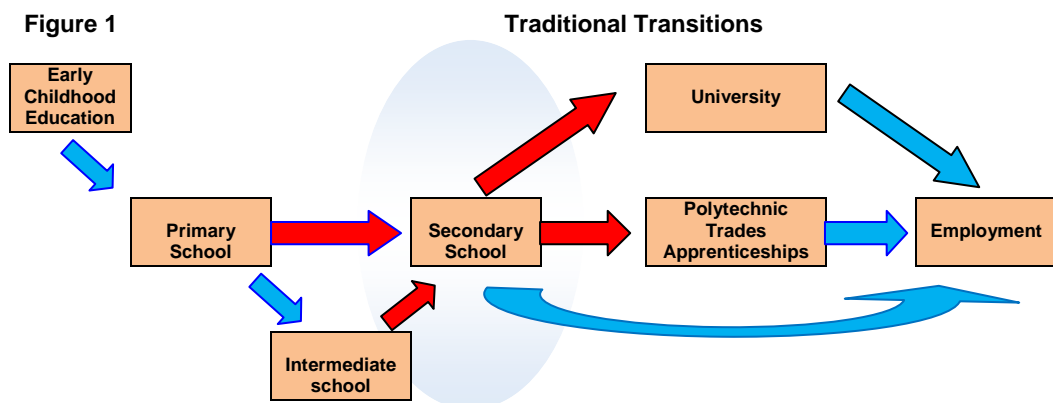 Figure 1
Traditional Transitions
Early
Childhood
Education
University
Primary
School
Secondary
School
Polytechnic
Trades
Apprenticeships
Employment
Intermediate
school